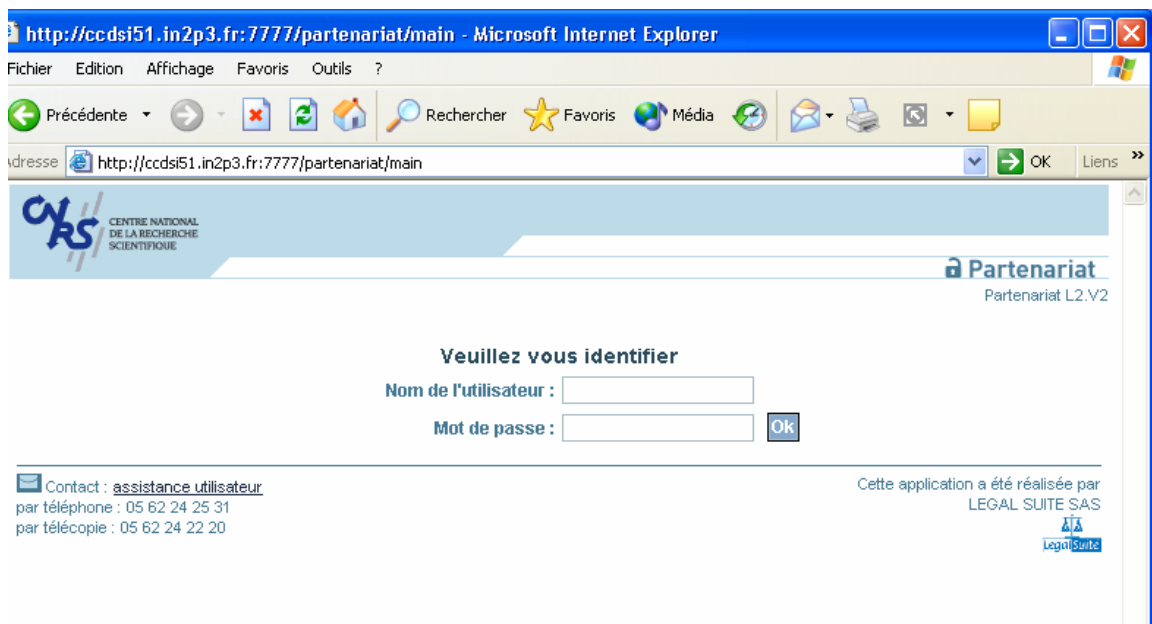 http://ccdsi51.in2p3.fr:7777/partenariat/main - Microsoft Internet Explorer
Fichier Edition Affichage Favoris Outils ?
Précédente Rechercher Favoris Média
dresse http://ccdsi51.in2p3.fr:7777/partenariat/main OK Liens »
CNRS
CENTRE NATIONAL
DE LA RECHERCHE
SCIENTIFIQUE
Partenariat
Partenariat L2.V2
Veuillez vous identifier
Nom de l'utilisateur :
Mot de passe : Ok
Contact : assistance utilisateur
par téléphone : 05 62 24 25 31
par télécopie : 05 62 24 22 20
Cette application a été réalisée par
LEGAL SUITE SAS
LegalSuite